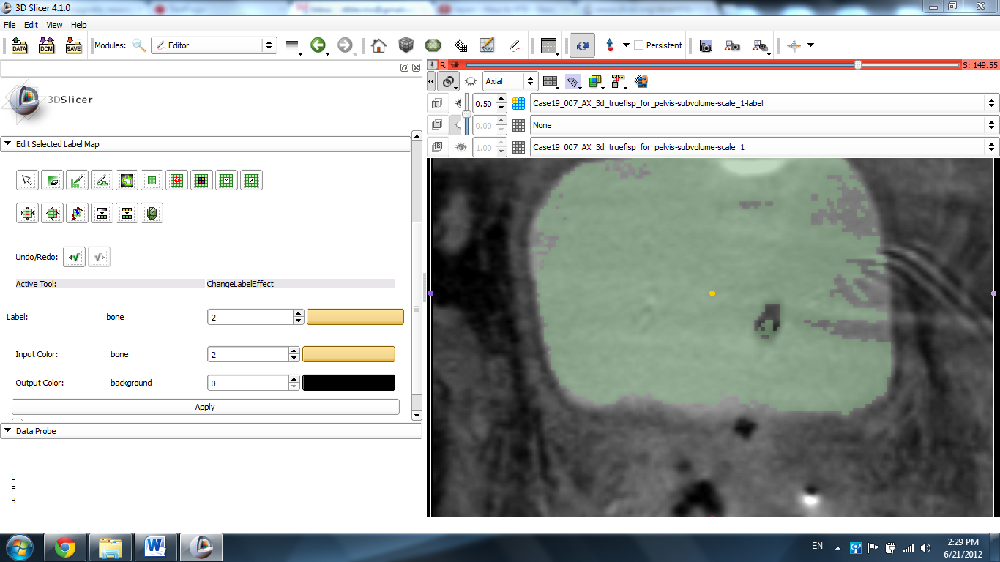 3D Slicer 4.1.0
File Edit View Help
DATA DCM SAVE Modules: Editor Persistent
R S: 149.55
Axial
3DSlicer
L 0.50 Case19_007_AX_3d_truefisp_for_pelvis-subvolume-scale_1-label
F 0.00 None
B 1.00 Case19_007_AX_3d_truefisp_for_pelvis-subvolume-scale_1
Edit Selected Label Map
Undo/Redo:
Active Tool: ChangeLabelEffect
Label: bone 2
Input Color: bone 2
Output Color: background 0
Apply
Data Probe
L
F
B
EN 2:29 PM
6/21/2012